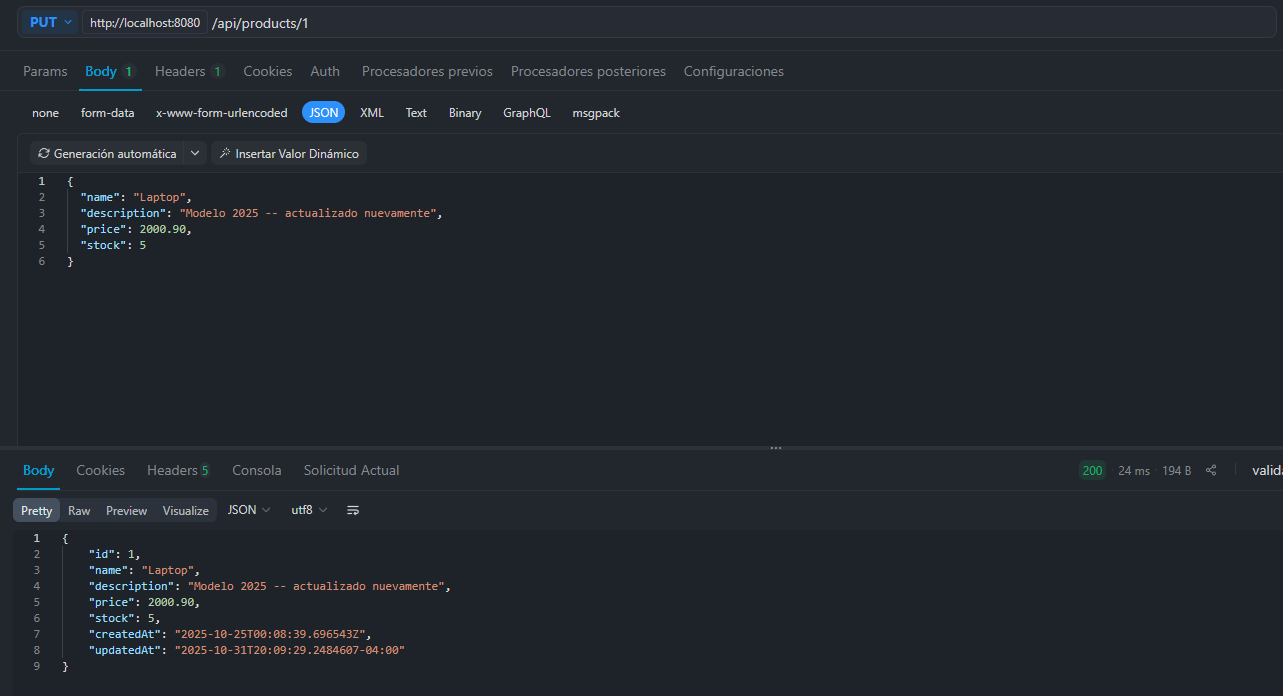 PUT http://localhost:8080 /api/products/1
Params Body 1 Headers 1 Cookies Auth Procesadores previos Procesadores posteriores Configuraciones
none form-data x-www-form-urlencoded JSON XML Text Binary GraphQL msgpack
Generación automática Insertar Valor Dinámico
1 {
2 "name": "Laptop",
3 "description": "Modelo 2025 -- actualizado nuevamente",
4 "price": 2000.90,
5 "stock": 5
6 }
Body Cookies Headers 5 Consola Solicitud Actual 200 24 ms 194 B valida
Pretty Raw Preview Visualize JSON utf8
1 {
2 "id": 1,
3 "name": "Laptop",
4 "description": "Modelo 2025 -- actualizado nuevamente",
5 "price": 2000.90,
6 "stock": 5,
7 "createdAt": "2025-10-25T00:08:39.696543Z",
8 "updatedAt": "2025-10-31T20:09:29.2484607-04:00"
9 }